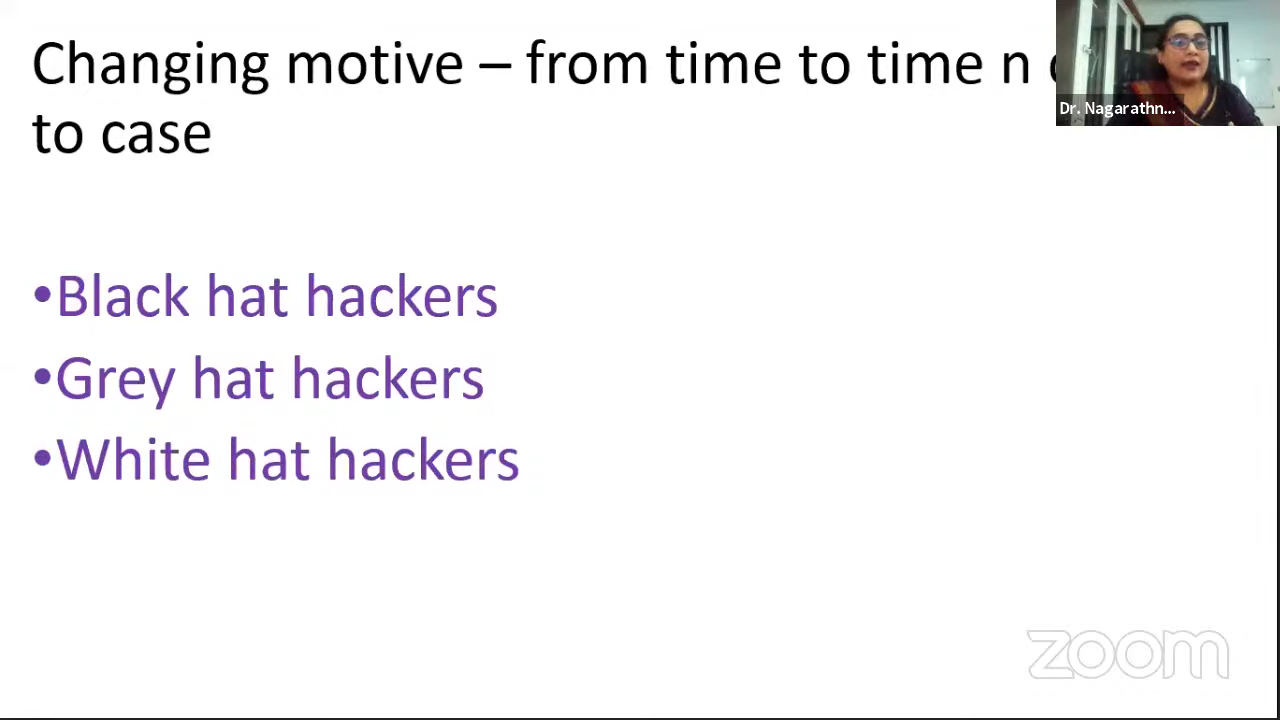 Changing motive – from time to time n
to case
Dr. Nagarathn...
•Black hat hackers
•Grey hat hackers
•White hat hackers
zoom